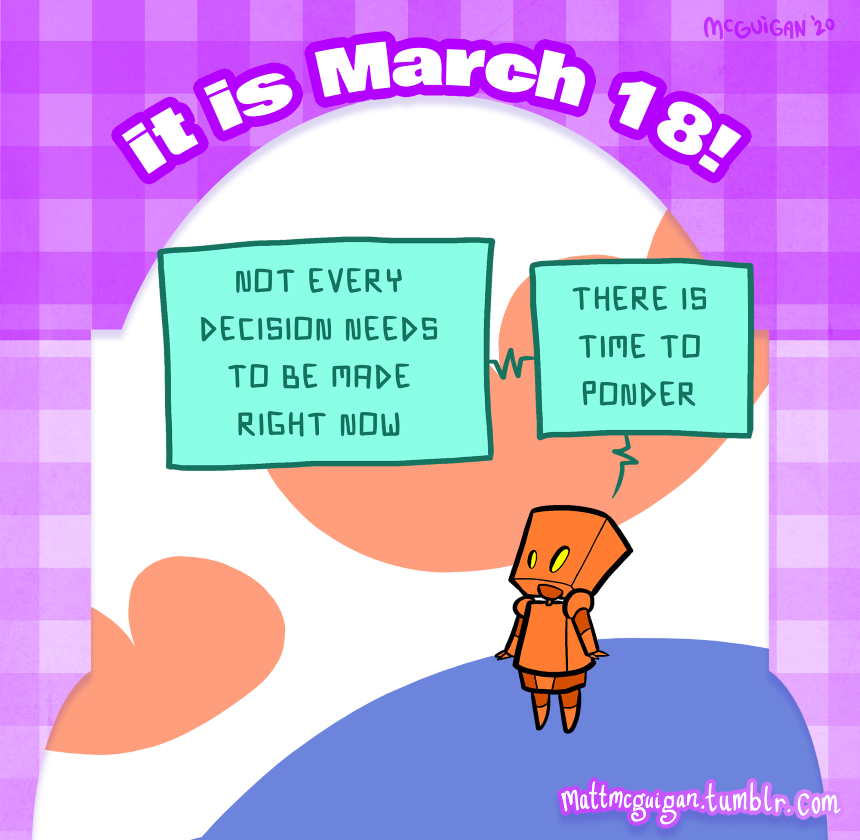 McGUiGAN '20
it is March 18!
NOT EVERY
DECISION NEEDS
TO BE MADE
RIGHT NOW
THERE IS
TIME TO
PONDER
mattmcguigan.tumblr.com